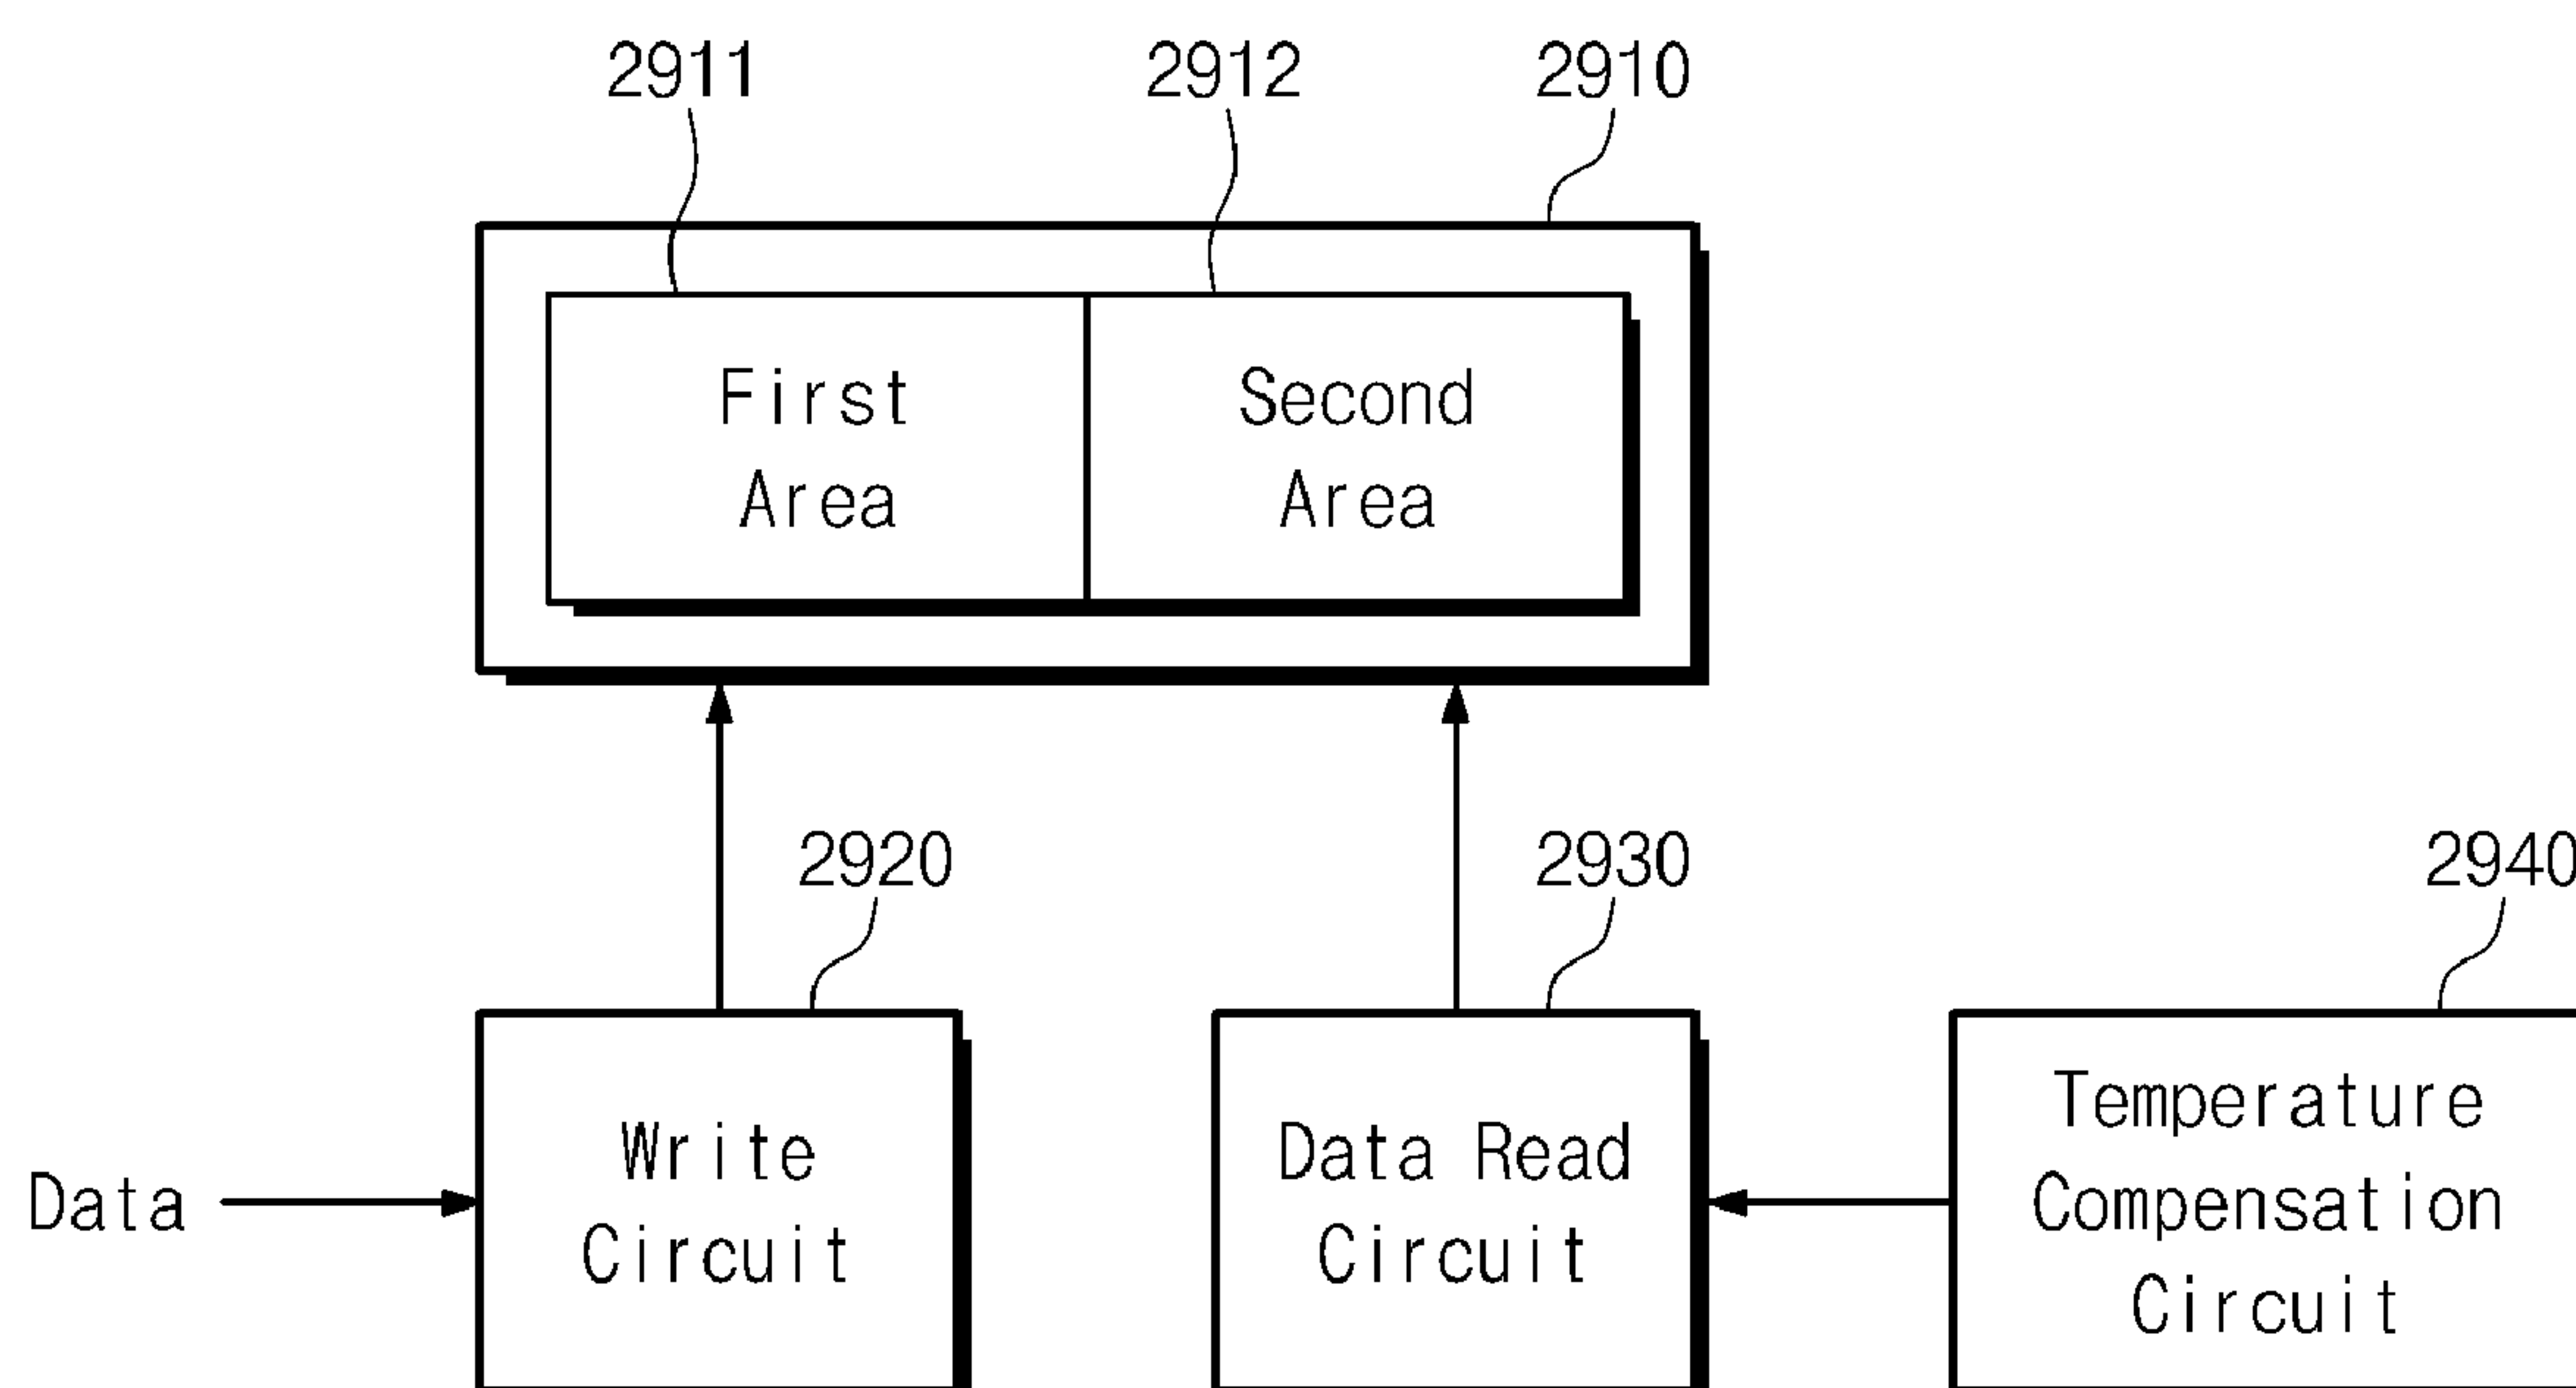 2911
2912
2910
First
Area
Second
Area
2920
2930
2940
Data
Write
Circuit
Data Read
Circuit
Temperature
Compensation
Circuit